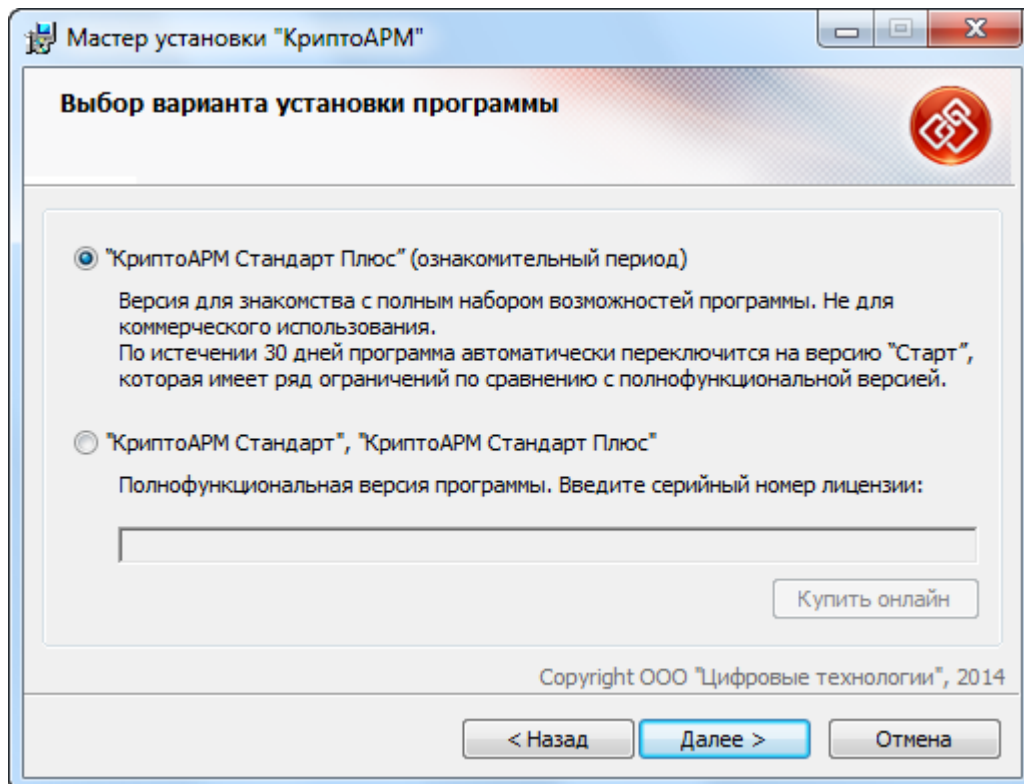 Мастер установки "КриптоАРМ"
Выбор варианта установки программы
"КриптоАРМ Стандарт Плюс" (ознакомительный период)
Версия для знакомства с полным набором возможностей программы. Не для
коммерческого использования.
По истечении 30 дней программа автоматически переключится на версию "Старт",
которая имеет ряд ограничений по сравнению с полнофункциональной версией.
"КриптоАРМ Стандарт", "КриптоАРМ Стандарт Плюс"
Полнофункциональная версия программы. Введите серийный номер лицензии:
Купить онлайн
Copyright ООО "Цифровые технологии", 2014
< Назад
Далее >
Отмена